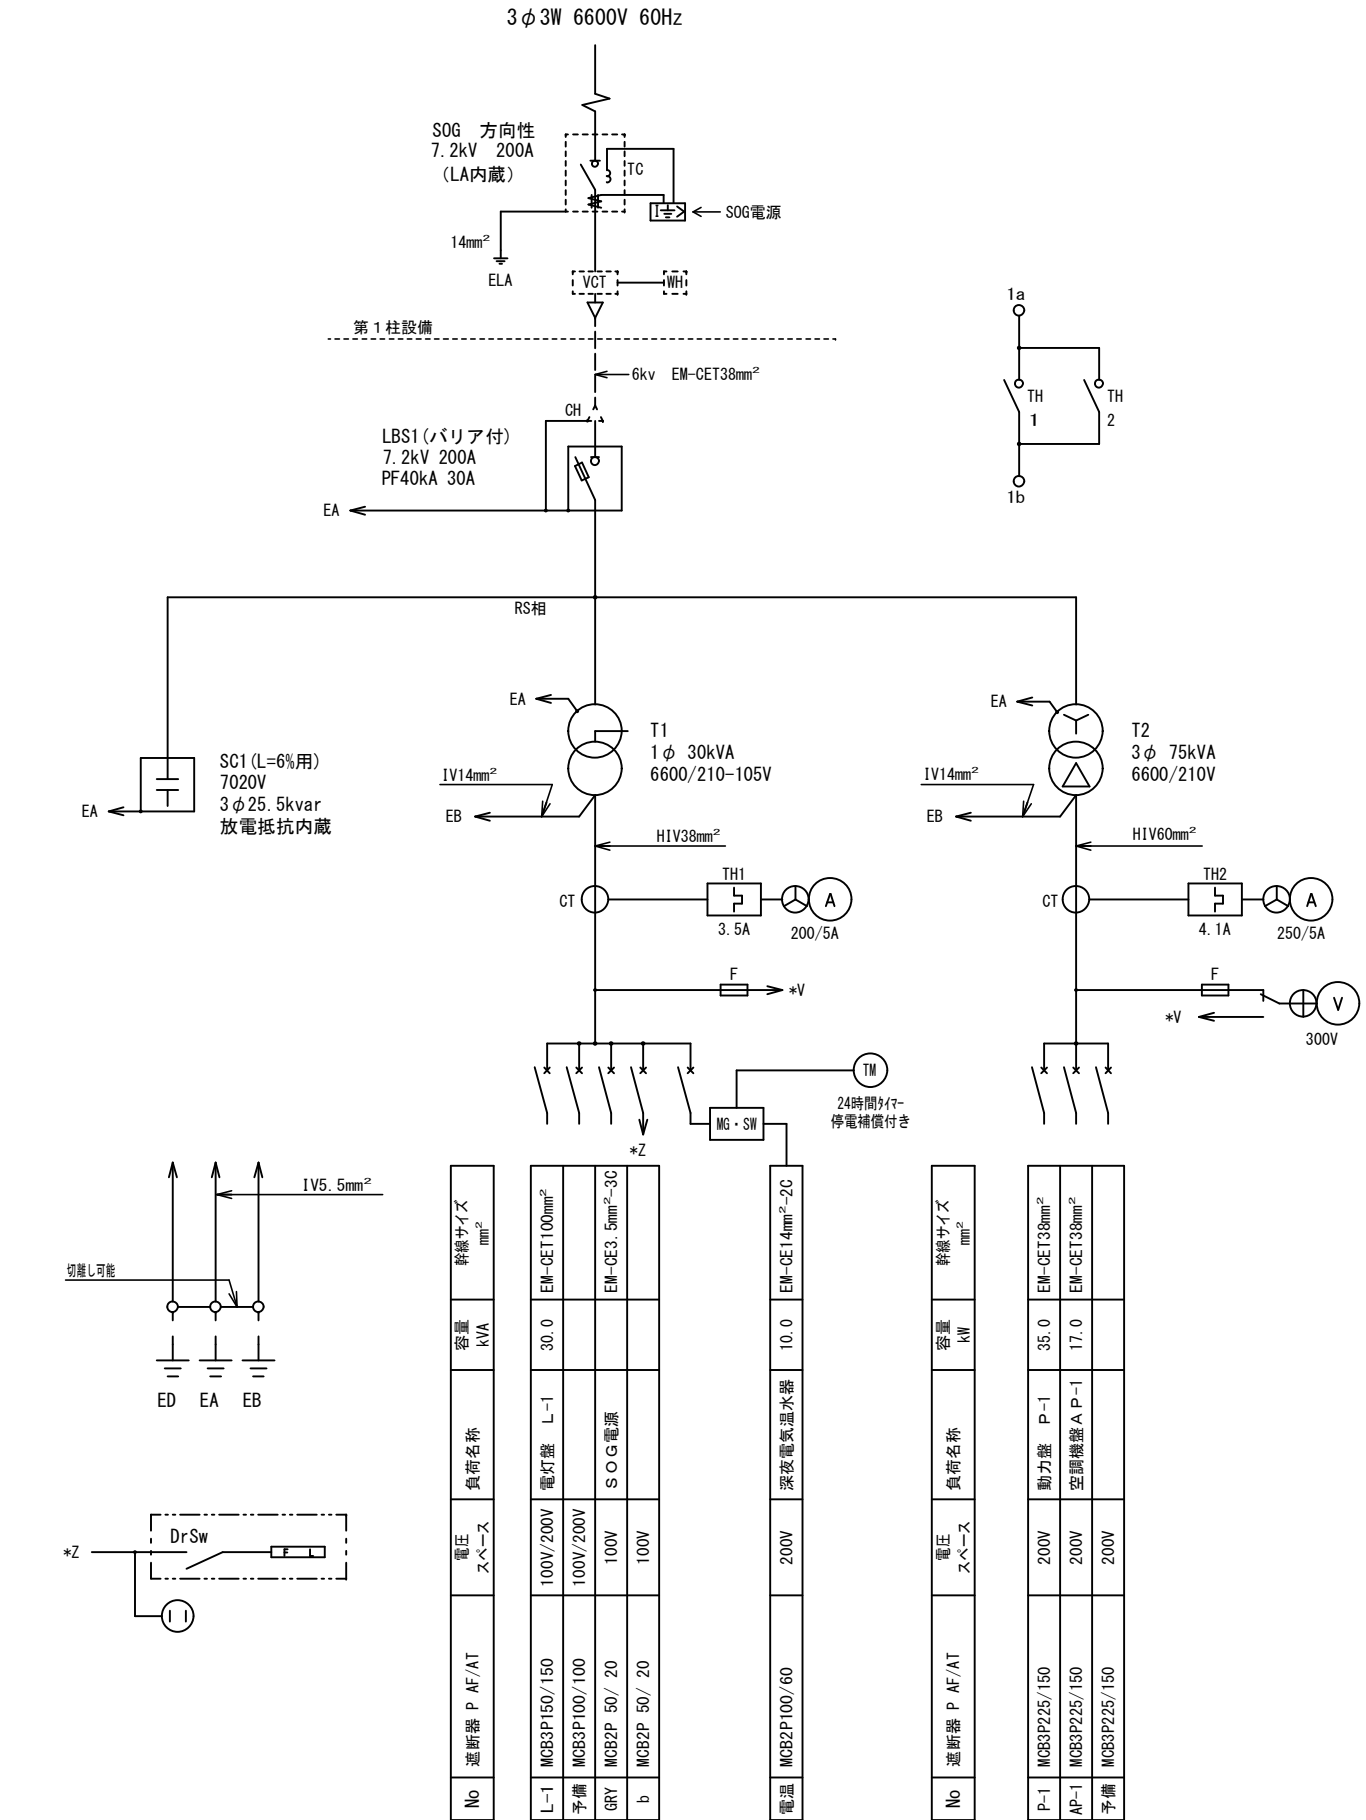 3φ3W 6600V 60Hz
SOG 方向性
7.2kV 200A
(LA内蔵)
TC
I
SOG電源
14mm²
ELA
VCT
WH
第1柱設備
6kv EM-CET38mm²
CH
LBS1(バリア付)
7.2kV 200A
PF40kA 30A
EA
1a
TH
1
TH
2
1b
RS相
SC1(L=6%用)
7020V
3φ25.5kvar
放電抵抗内蔵
EA
EA
T1
1φ 30kVA
6600/210-105V
IV14mm²
EB
HIV38mm²
CT
TH1
3.5A
A
200/5A
F
*V
EA
T2
3φ 75kVA
6600/210V
IV14mm²
EB
HIV60mm²
CT
TH2
4.1A
A
250/5A
F
*V
V
300V
*Z
MG・SW
TM
24時間タイマー
停電補償付き
IV5.5mm²
切離し可能
ED EA EB
*Z
DrSw
F L
No 遮断器 P AF/AT 電圧 スペース 負荷名称 容量 kVA 幹線サイズ mm²
L-1 MCB3P150/150 100V/200V 電灯盤 L-1 30.0 EM-CET100mm²
予備 MCB3P100/100 100V/200V
GRY MCB2P 50/ 20 100V SOG電源 EM-CE3.5mm²-3C
b MCB2P 50/ 20 100V
電温 MCB2P100/60 200V 深夜電気温水器 10.0 EM-CE14mm²-2C
No 遮断器 P AF/AT 電圧 スペース 負荷名称 容量 kW 幹線サイズ mm²
P-1 MCB3P225/150 200V 動力盤 P-1 35.0 EM-CET38mm²
AP-1 MCB3P225/150 200V 空調機盤AP-1 17.0 EM-CET38mm²
予備 MCB3P225/150 200V